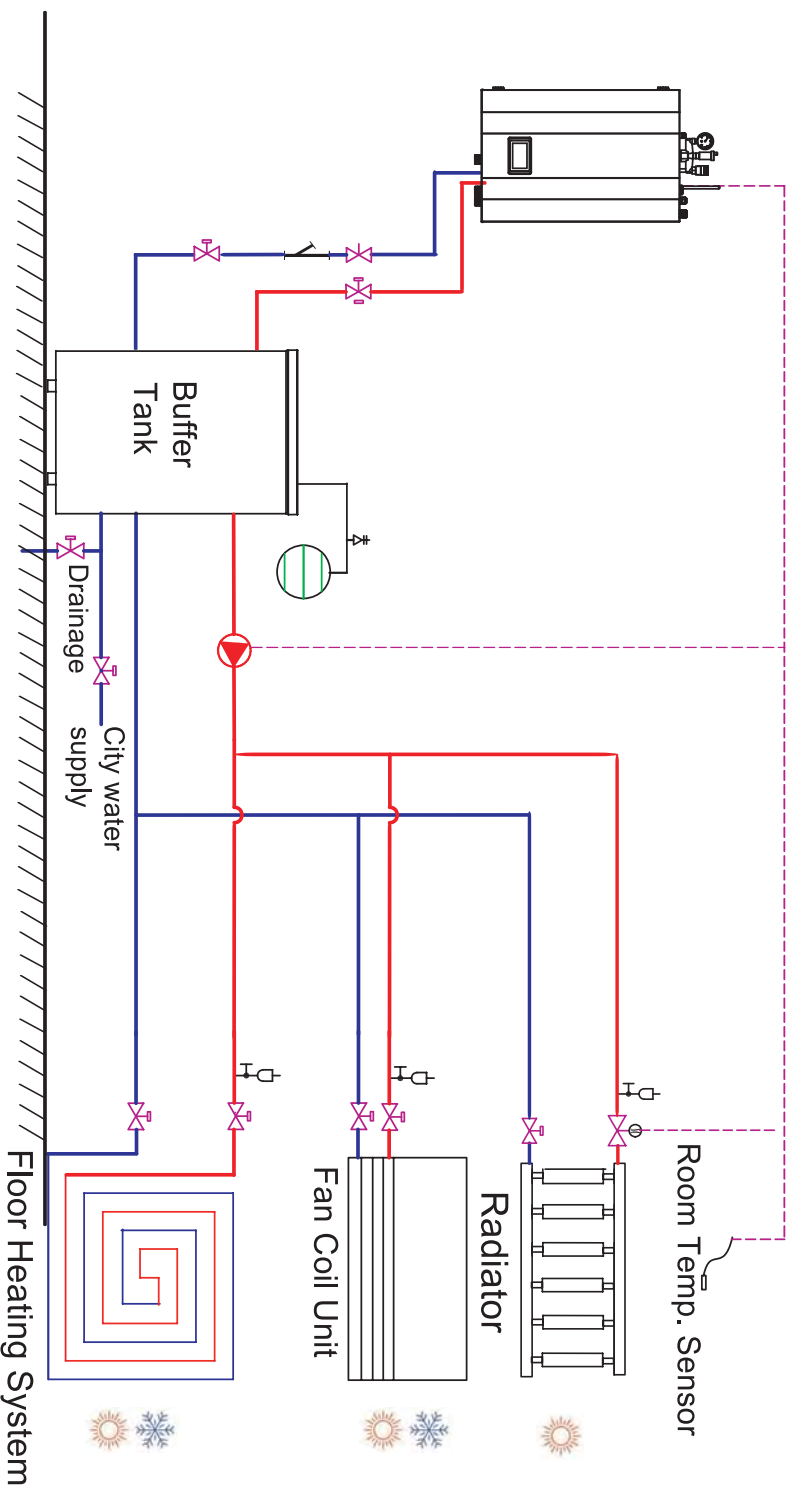 Buffer
Tank
Drainage
City water
supply
Room Temp. Sensor
Radiator
Fan Coil Unit
Floor Heating System